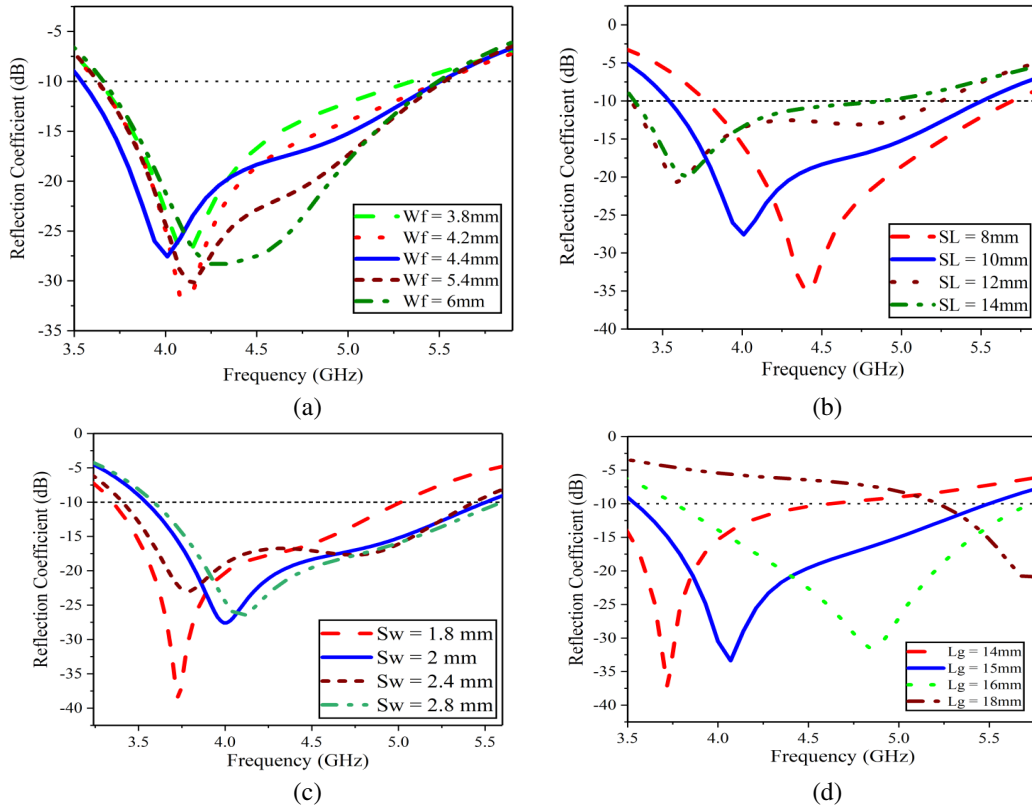 Reflection Coefficient (dB)
-5
-10
-15
-20
-25
-30
-35
Wf = 3.8mm
Wf = 4.2mm
Wf = 4.4mm
Wf = 5.4mm
Wf = 6mm
3.5 4.0 4.5 5.0 5.5
Frequency (GHz)
(a)
Reflection Coefficient (dB)
0
-5
-10
-15
-20
-25
-30
-35
-40
SL = 8mm
SL = 10mm
SL = 12mm
SL = 14mm
3.5 4.0 4.5 5.0 5.5
Frequency (GHz)
(b)
Reflection Coefficient (dB)
0
-5
-10
-15
-20
-25
-30
-35
-40
Sw = 1.8 mm
Sw = 2 mm
Sw = 2.4 mm
Sw = 2.8 mm
3.5 4.0 4.5 5.0 5.5
Frequency (GHz)
(c)
Reflection Coefficient (dB)
0
-5
-10
-15
-20
-25
-30
-35
-40
Lg = 14mm
Lg = 15mm
Lg = 16mm
Lg = 18mm
3.5 4.0 4.5 5.0 5.5
Frequency (GHz)
(d)